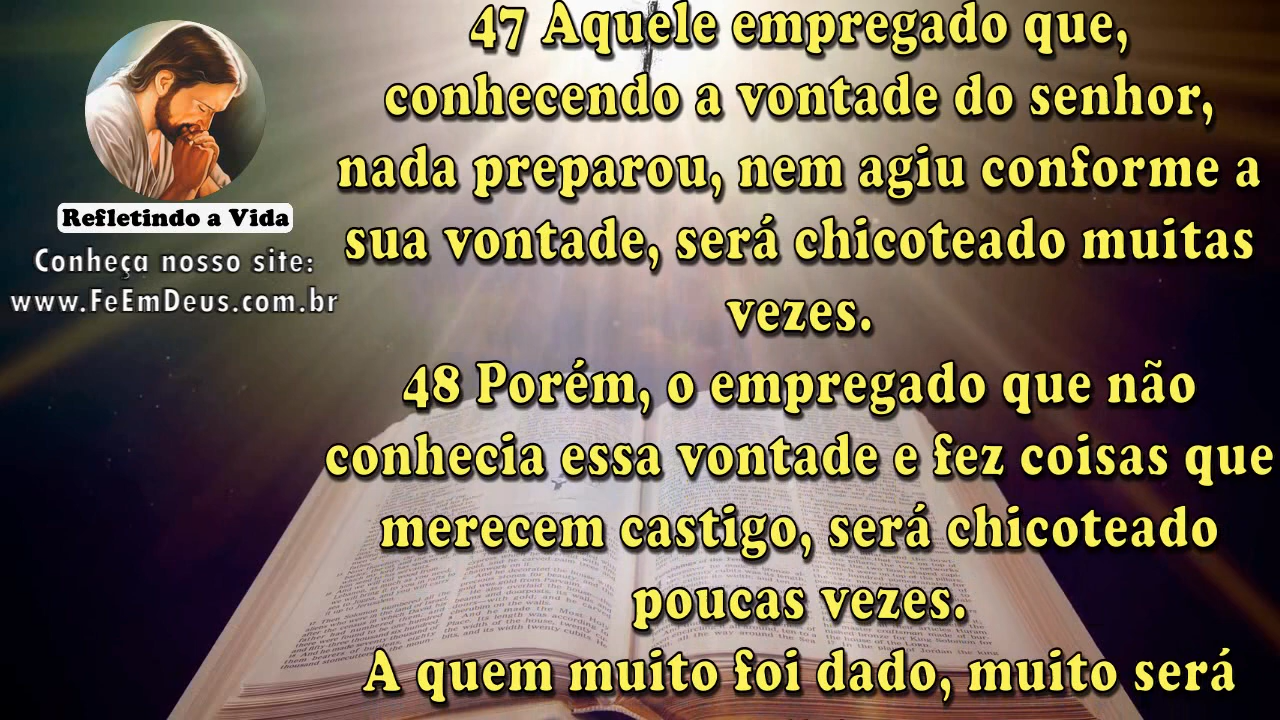 Refletindo a Vida
Conheça nosso site:
www.FeEmDeus.com.br
47 Aquele empregado que,
conhecendo a vontade do senhor,
nada preparou, nem agiu conforme a
sua vontade, será chicoteado muitas
vezes.
48 Porém, o empregado que não
conhecia essa vontade e fez coisas que
merecem castigo, será chicoteado
poucas vezes.
A quem muito foi dado, muito será